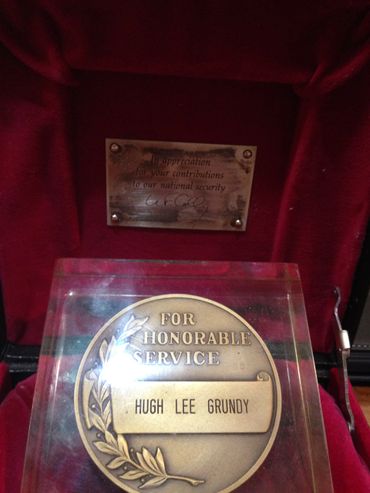 In appreciation
for your contributions
to our national security
FOR
HONORABLE
SERVICE
HUGH LEE GRUNDY